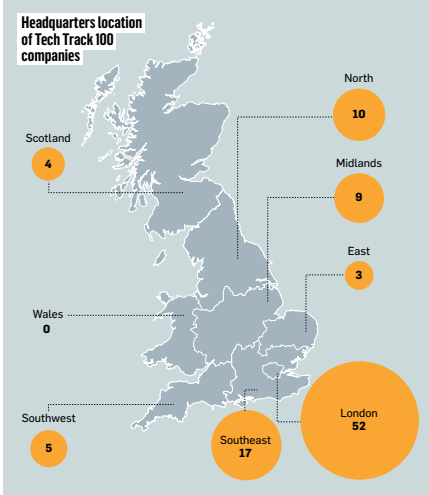 Headquarters location
of Tech Track 100
companies
North
10
Scotland
4
Midlands
9
East
3
Wales
0
London
52
Southwest
5
Southeast
17